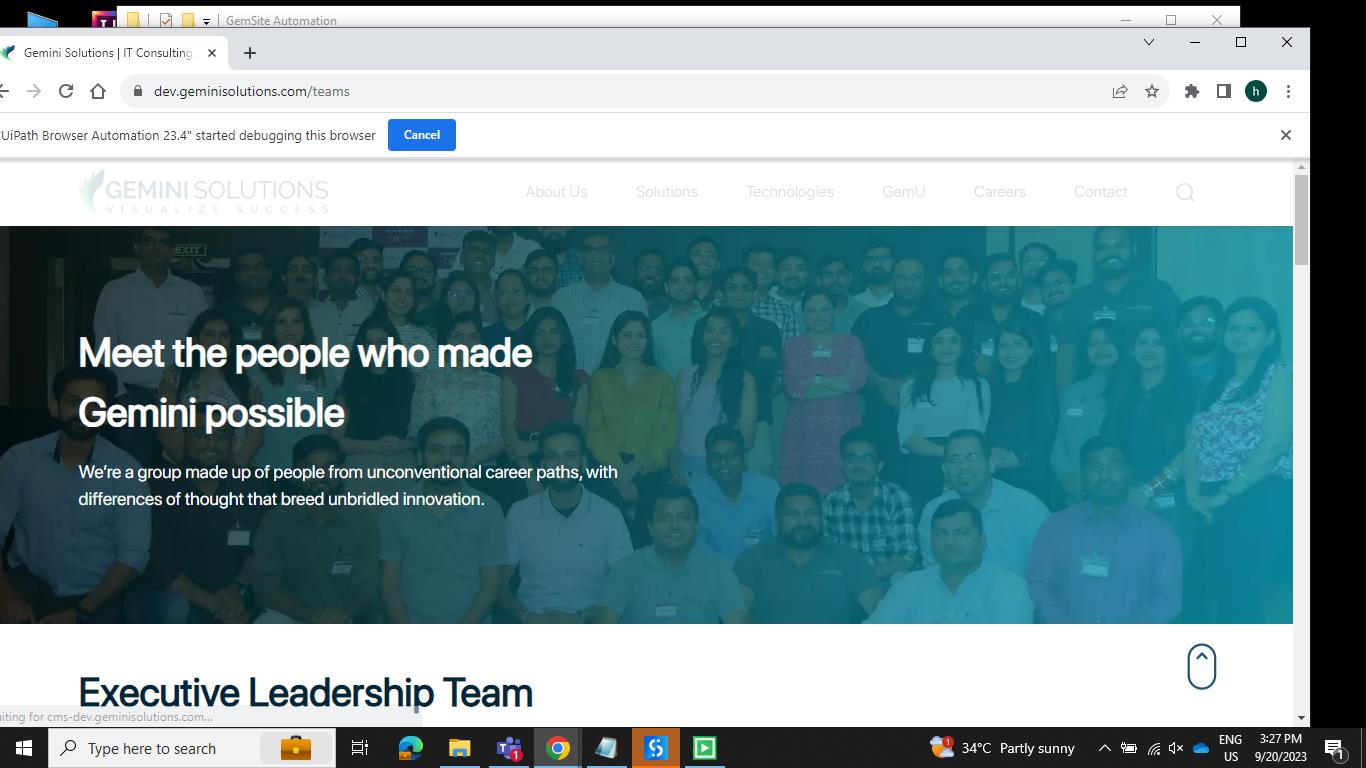 GemSite Automation
Gemini Solutions | IT Consulting
dev.geminisolutions.com/teams
h
UiPath Browser Automation 23.4" started debugging this browser
Cancel
GEMINI SOLUTIONS
VISUALIZE SUCCESS
About Us
Solutions
Technologies
GemU
Careers
Contact
EXIT
Meet the people who made
Gemini possible
We're a group made up of people from unconventional career paths, with
differences of thought that breed unbridled innovation.
Executive Leadership Team
aiting for cms-dev.geminisolutions.com...
Type here to search
1
1
34°C Partly sunny
ENG
US
3:27 PM
9/20/2023
1